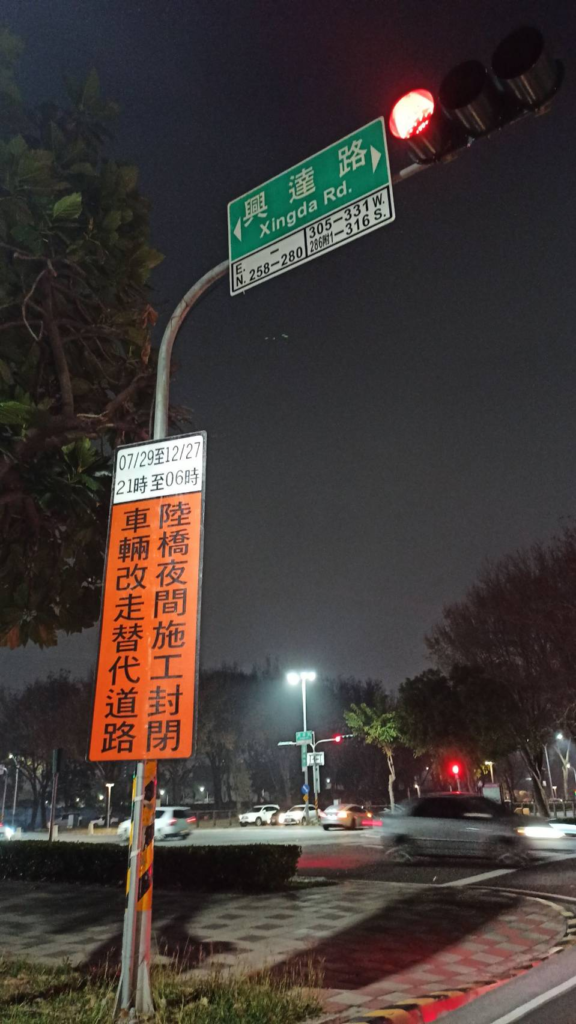 興達路
Xingda Rd.
E. 二
N. 258－280
305－331 W.
286附1－316 S.
07/29至12/27
21時至06時
陸橋夜間施工封閉
車輛改走替代道路